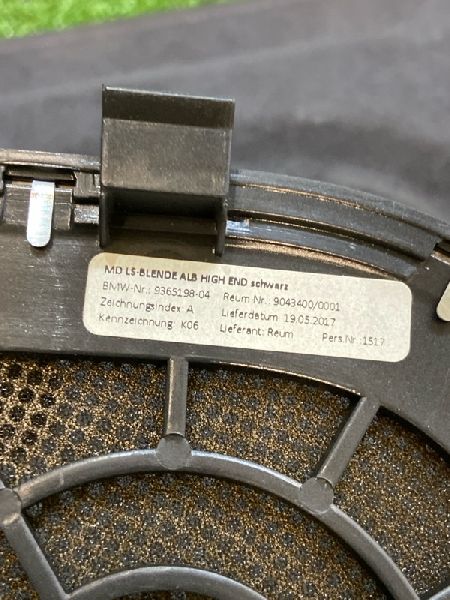 MD LS-BLENDE ALB HIGH END schwarz
BMW-Nr.: 9365198-04 Reum Nr.: 9043400/0001
Zeichnungsindex: A Lieferdatum: 19.05.2017
Kennzeichnung: K06 Lieferant: Reum Pers.Nr.:1517